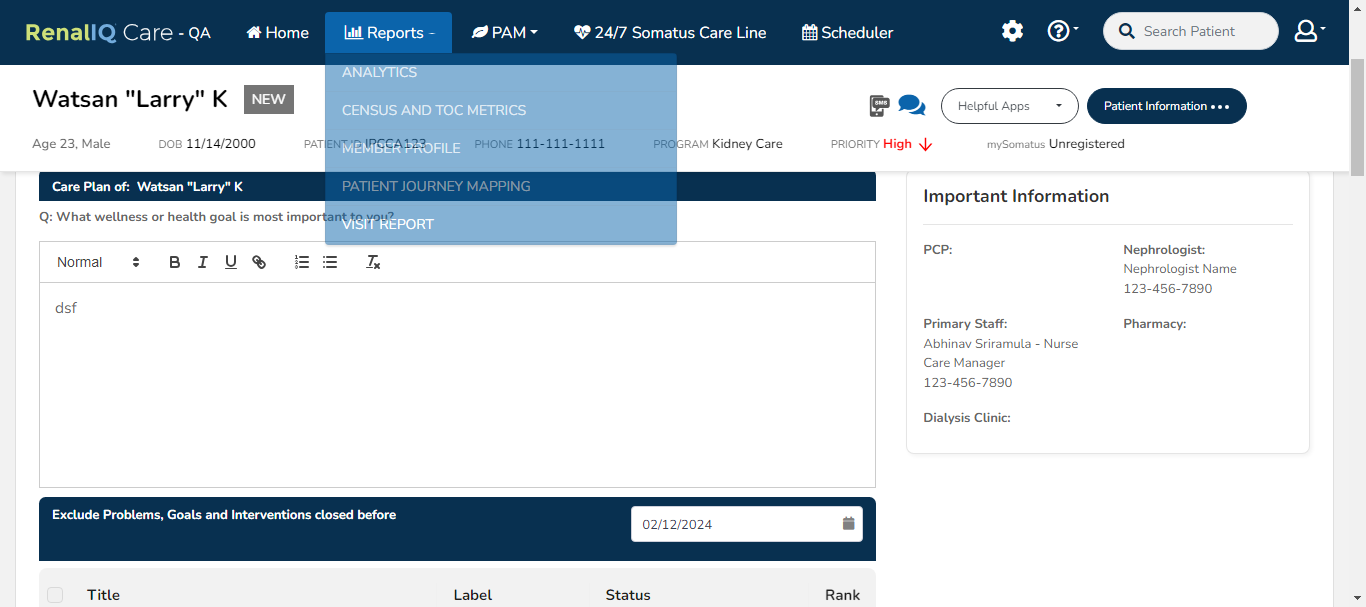 RenalIQ Care - QA Home Reports PAM 24/7 Somatus Care Line Scheduler Search Patient
ANALYTICS
Watsan "Larry" K NEW
CENSUS AND TOC METRICS
SMS Helpful Apps Patient Information
Age 23, Male DOB 11/14/2000 PATIENT
MEMBER PROFILE
PHONE 111-111-1111 PROGRAM Kidney Care PRIORITY High mySomatus Unregistered
Care Plan of: Watsan "Larry" K
PATIENT JOURNEY MAPPING
Q: What wellness or health goal is most important to you?
VISIT REPORT
Normal B I U
dsf
Important Information
PCP:
Nephrologist:
Nephrologist Name
123-456-7890
Primary Staff:
Abhinav Sriramula - Nurse
Care Manager
123-456-7890
Pharmacy:
Dialysis Clinic:
Exclude Problems, Goals and Interventions closed before
02/12/2024
Title Label Status Rank